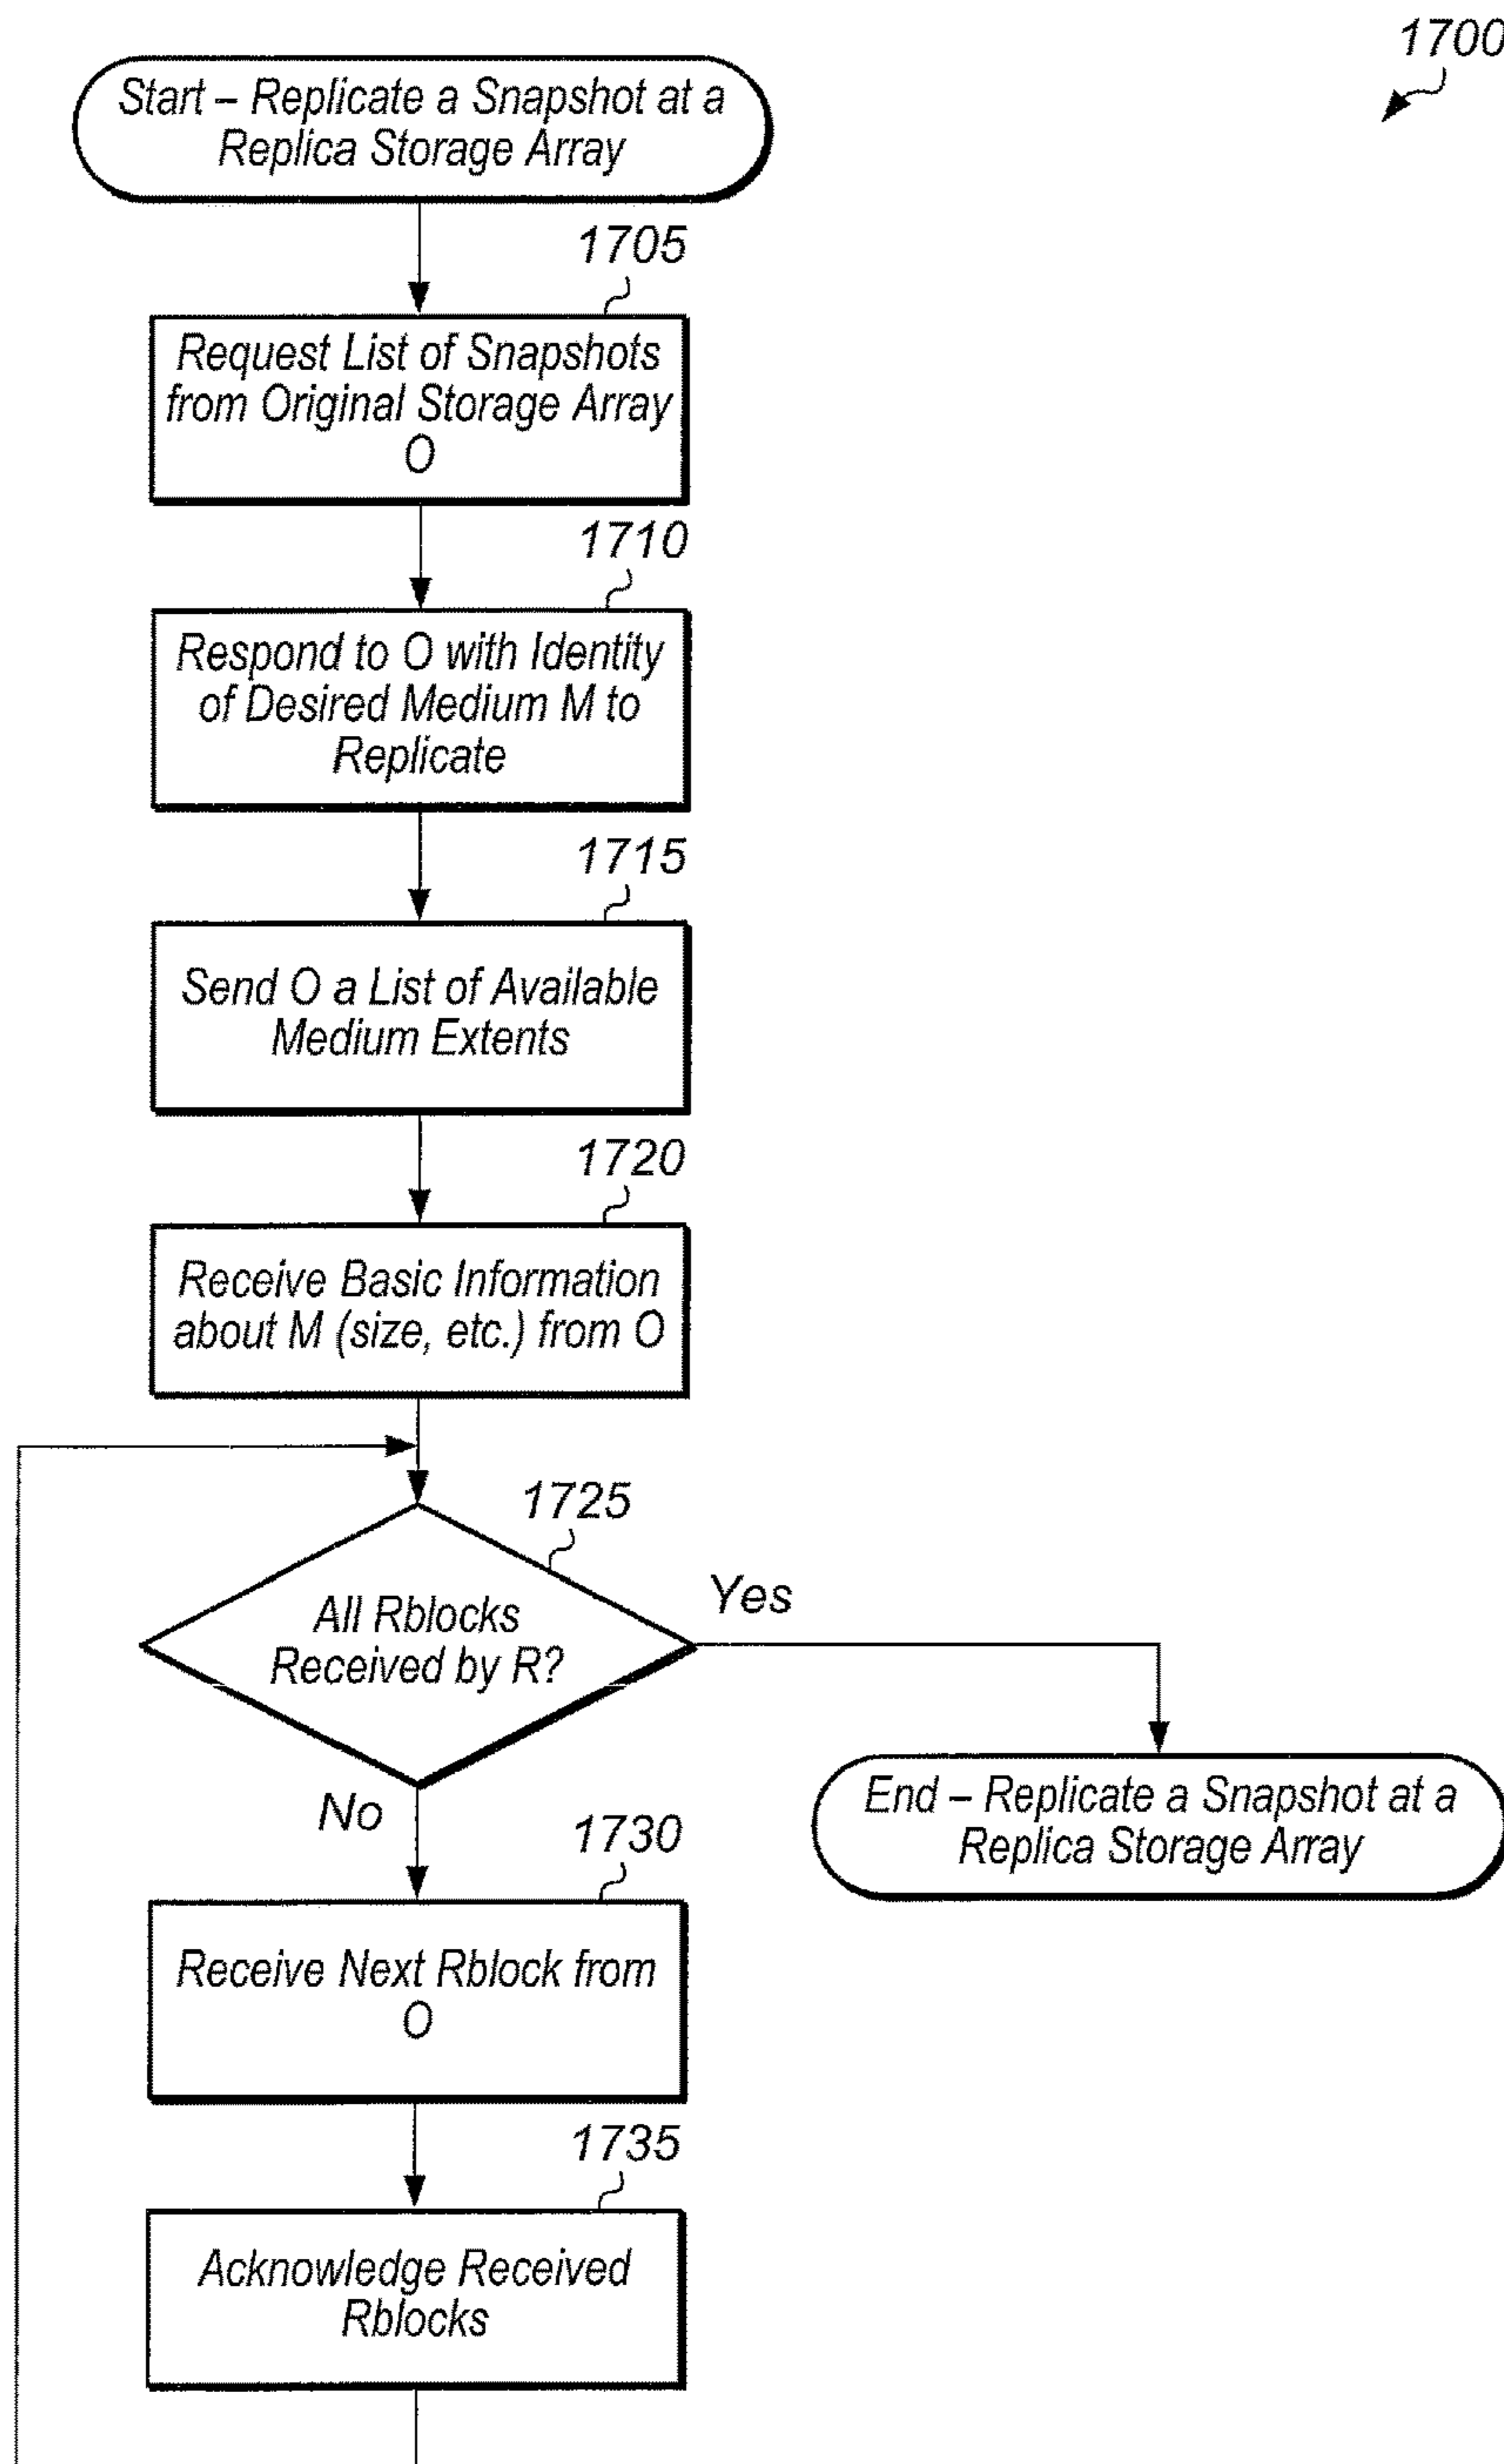 1700
Start – Replicate a Snapshot at a
Replica Storage Array
1705
Request List of Snapshots
from Original Storage Array
O
1710
Respond to O with Identity
of Desired Medium M to
Replicate
1715
Send O a List of Available
Medium Extents
1720
Receive Basic Information
about M (size, etc.) from O
1725
All Rblocks
Received by R?
Yes
End – Replicate a Snapshot at a
Replica Storage Array
No
1730
Receive Next Rblock from
O
1735
Acknowledge Received
Rblocks